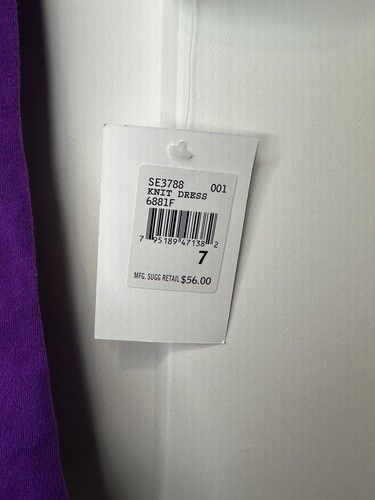 SE3788 001
KNIT DRESS
6881F
7 95189 47138 2
7
MFG. SUGG RETAIL $56.00